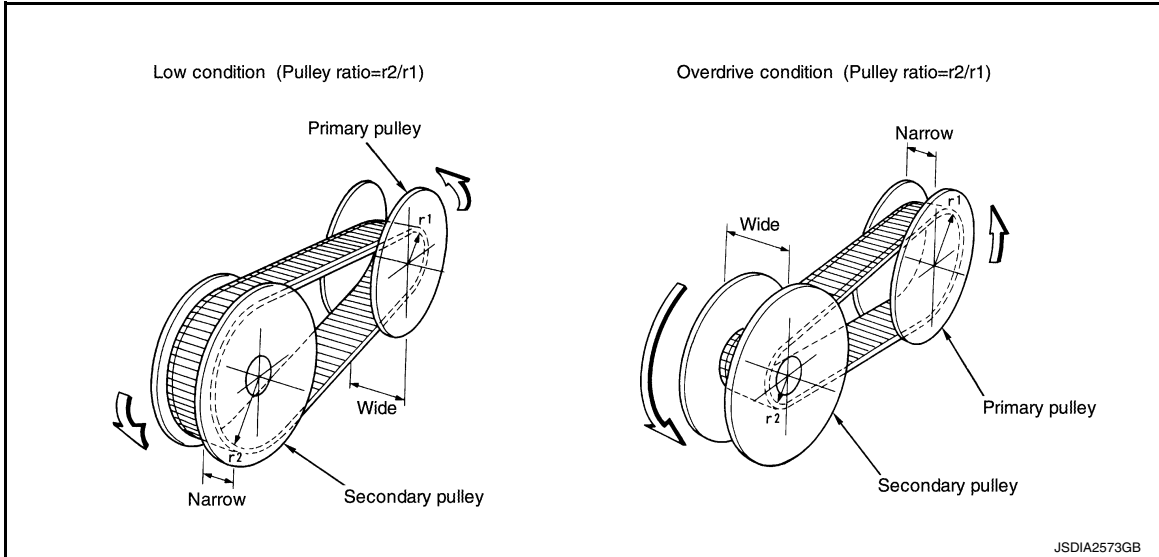 Low condition (Pulley ratio=r2/r1)
Primary pulley
r1
Wide
r2
Narrow
Secondary pulley
Overdrive condition (Pulley ratio=r2/r1)
Narrow
r1
Wide
r2
Primary pulley
Secondary pulley
JSDIA2573GB